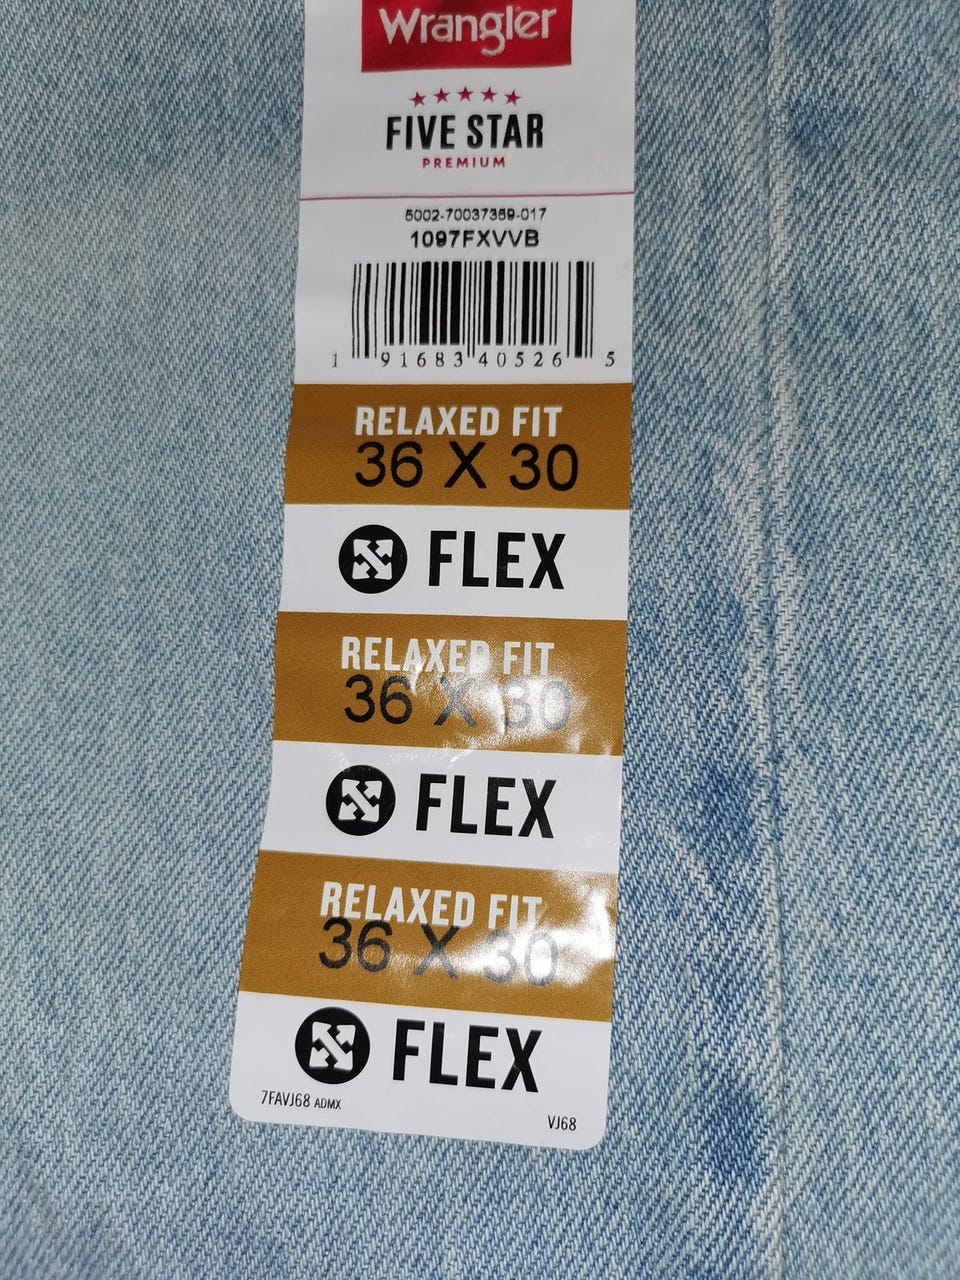 Wrangler
FIVE STAR
PREMIUM
5002-70037359-017
1097FXVVB
1 91683 40526 5
RELAXED FIT
36 X 30
FLEX
RELAXED FIT
36 X 30
FLEX
RELAXED FIT
36 X 30
FLEX
7FAVJ68 ADMX
VJ68